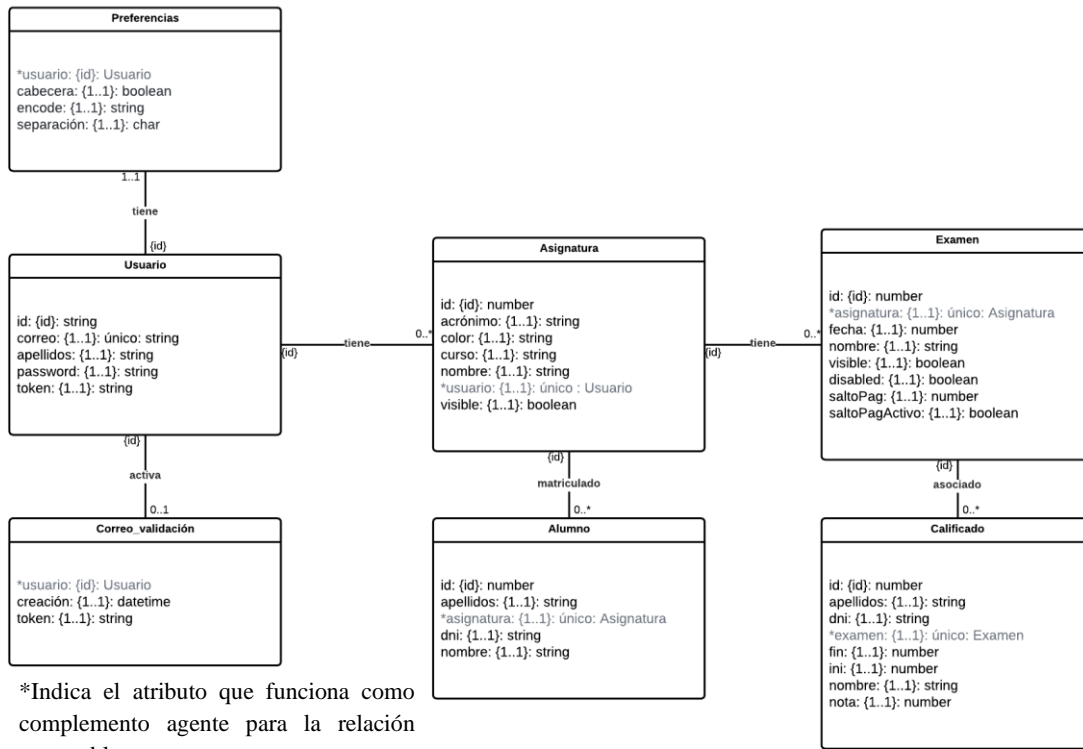 Preferencias
*usuario: {id}: Usuario
cabecera: {1..1}: boolean
encode: {1..1}: string
separación: {1..1}: char
1..1
tiene
{id}
Usuario
id: {id}: string
correo: {1..1}: único: string
apellidos: {1..1}: string
password: {1..1}: string
token: {1..1}: string
{id}
tiene
0..*
Asignatura
id: {id}: number
acrónimo: {1..1}: string
color: {1..1}: string
curso: {1..1}: string
nombre: {1..1}: string
*usuario: {1..1}: único : Usuario
visible: {1..1}: boolean
{id}
tiene
0..*
Examen
id: {id}: number
*asignatura: {1..1}: único: Asignatura
fecha: {1..1}: number
nombre: {1..1}: string
visible: {1..1}: boolean
disabled: {1..1}: boolean
saltoPag: {1..1}: number
saltoPagActivo: {1..1}: boolean
{id}
activa
0..1
Correo_validación
*usuario: {id}: Usuario
creación: {1..1}: datetime
token: {1..1}: string
{id}
matriculado
0..*
Alumno
id: {id}: number
apellidos: {1..1}: string
*asignatura: {1..1}: único: Asignatura
dni: {1..1}: string
nombre: {1..1}: string
{id}
asociado
0..*
Calificado
id: {id}: number
apellidos: {1..1}: string
dni: {1..1}: string
*examen: {1..1}: único: Examen
fin: {1..1}: number
ini: {1..1}: number
nombre: {1..1}: string
nota: {1..1}: number
*Indica el atributo que funciona como
complemento agente para la relación